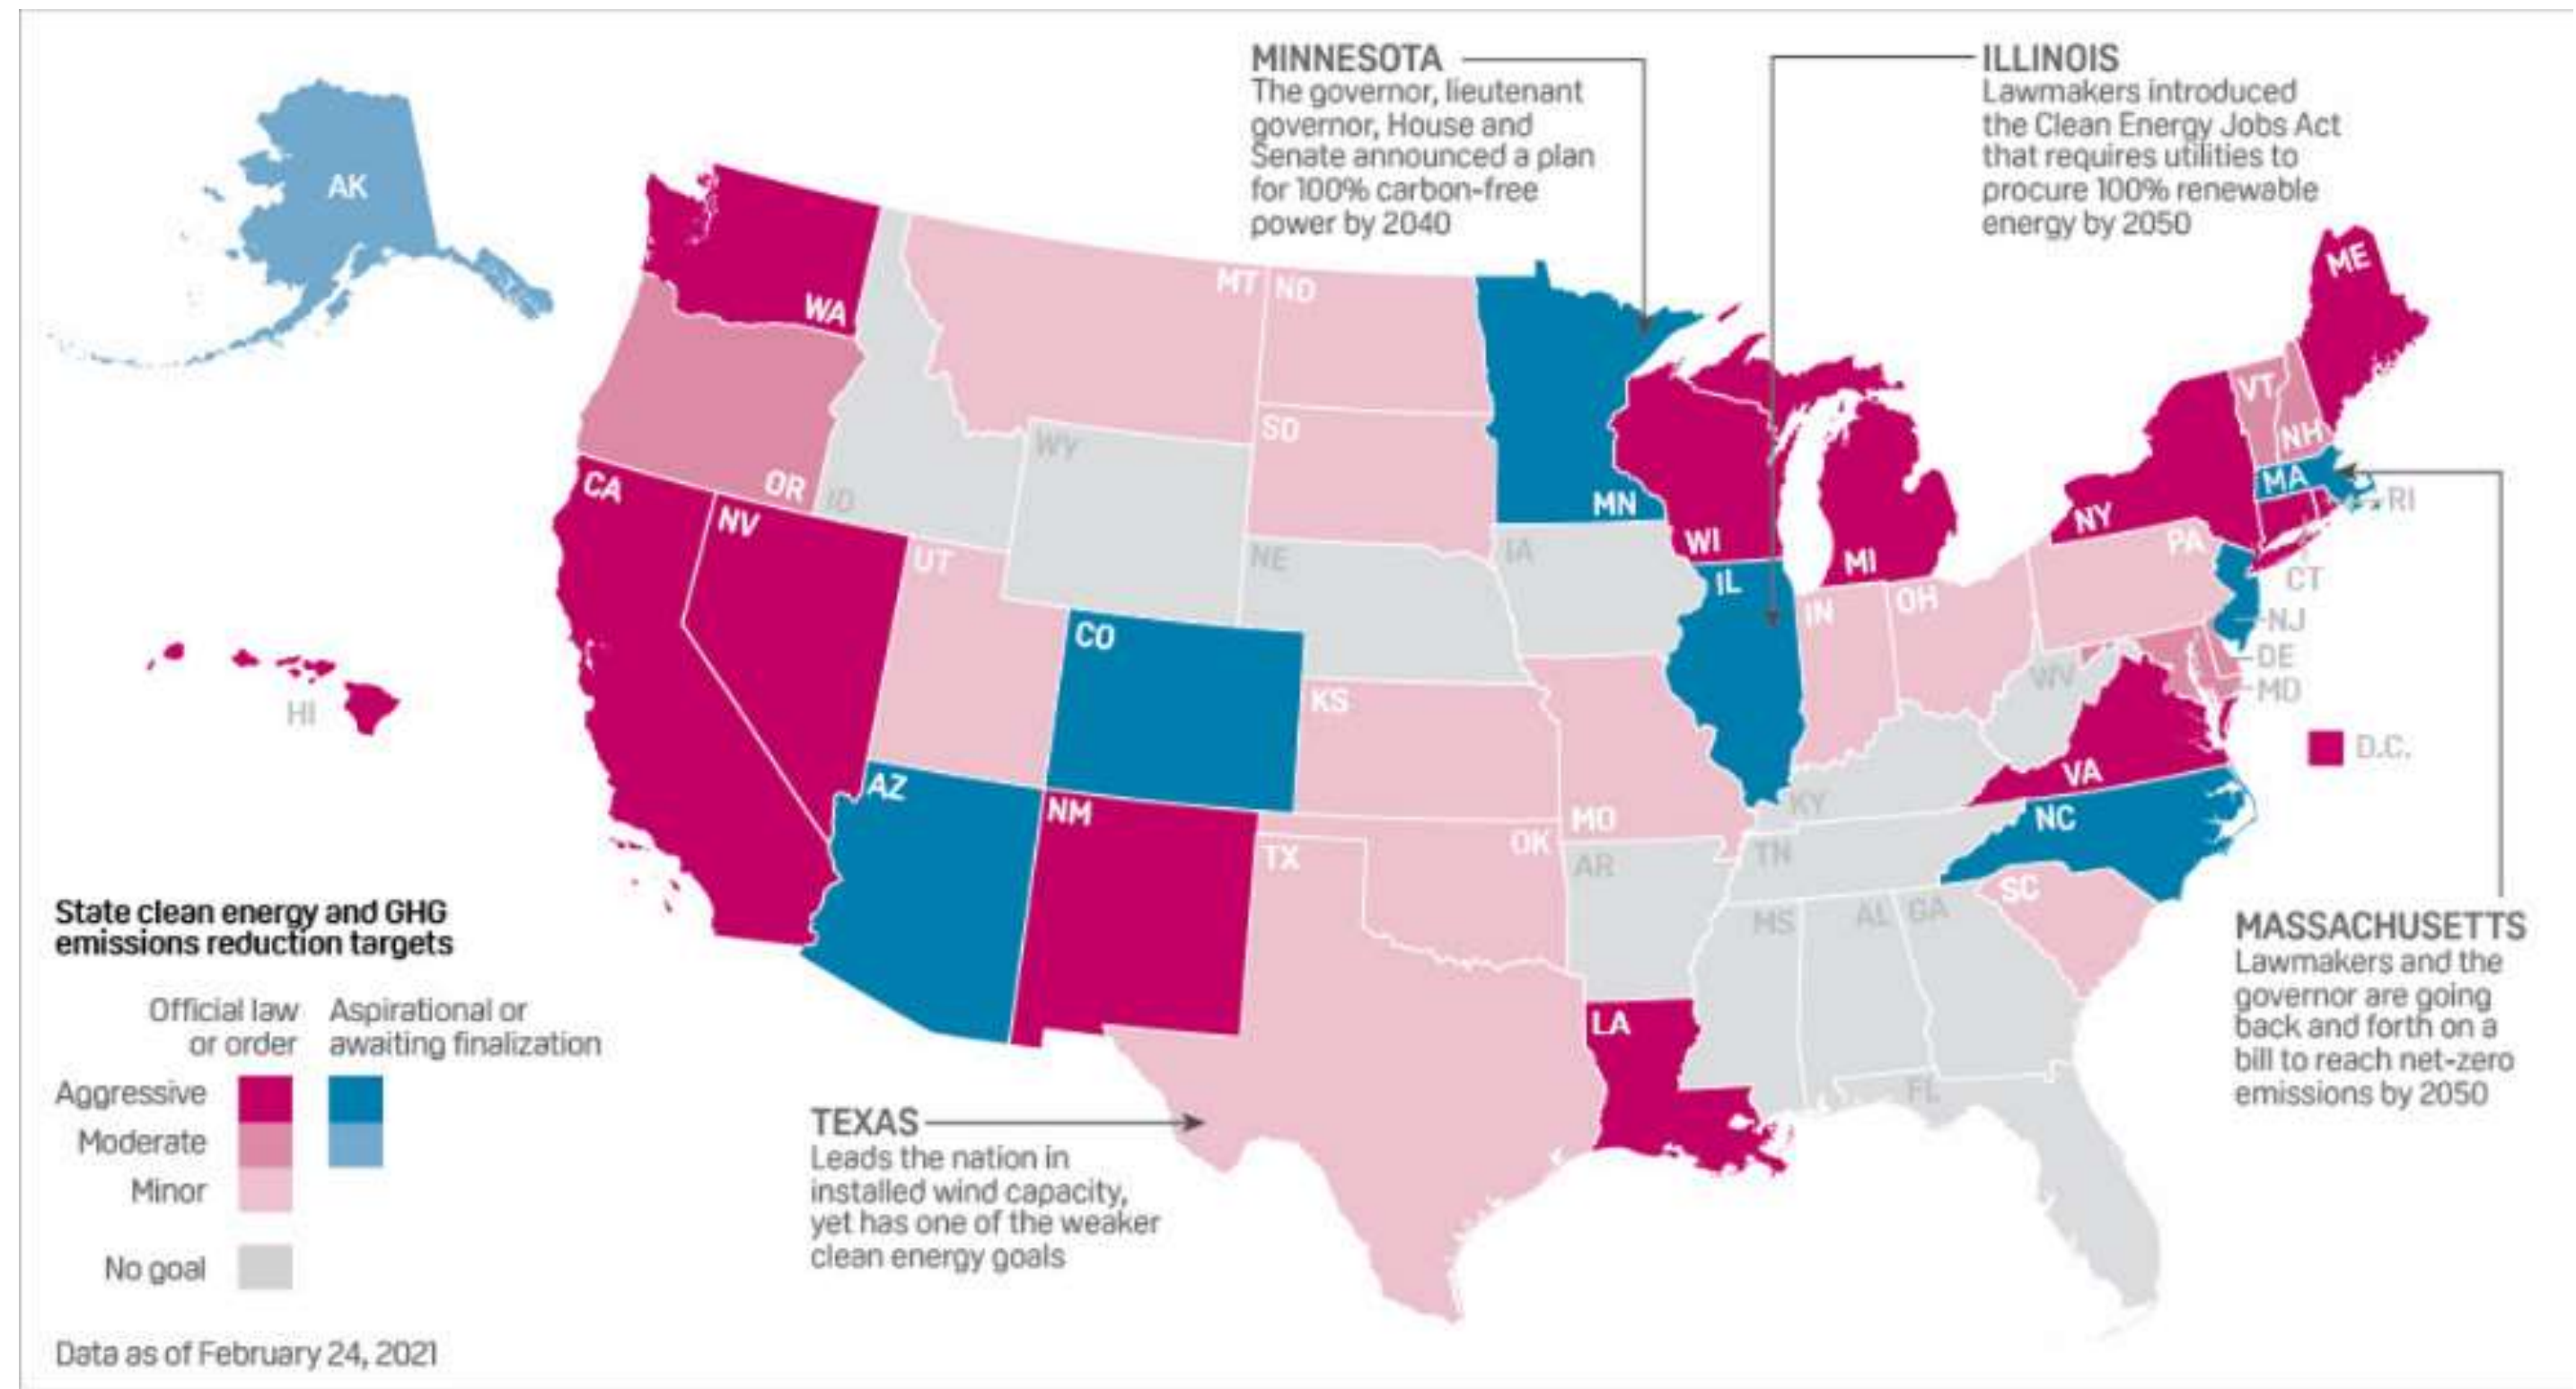 MINNESOTA
The governor, lieutenant
governor, House and
Senate announced a plan
for 100% carbon-free
power by 2040
ILLINOIS
Lawmakers introduced
the Clean Energy Jobs Act
that requires utilities to
procure 100% renewable
energy by 2050
AK
HI
WA
OR
CA
NV
ID
MT
ND
WY
SD
UT
CO
NE
KS
AZ
NM
TX
OK
MN
IA
MO
AR
LA
WI
IL
MI
IN
OH
KY
TN
MS
AL
GA
FL
SC
NC
VA
WV
PA
NY
VT
NH
ME
MA
RI
CT
NJ
DE
MD
D.C.
MASSACHUSETTS
Lawmakers and the
governor are going
back and forth on a
bill to reach net-zero
emissions by 2050
TEXAS
Leads the nation in
installed wind capacity,
yet has one of the weaker
clean energy goals
State clean energy and GHG
emissions reduction targets
Official law
or order
Aspirational or
awaiting finalization
Aggressive
Moderate
Minor
No goal
Data as of February 24, 2021